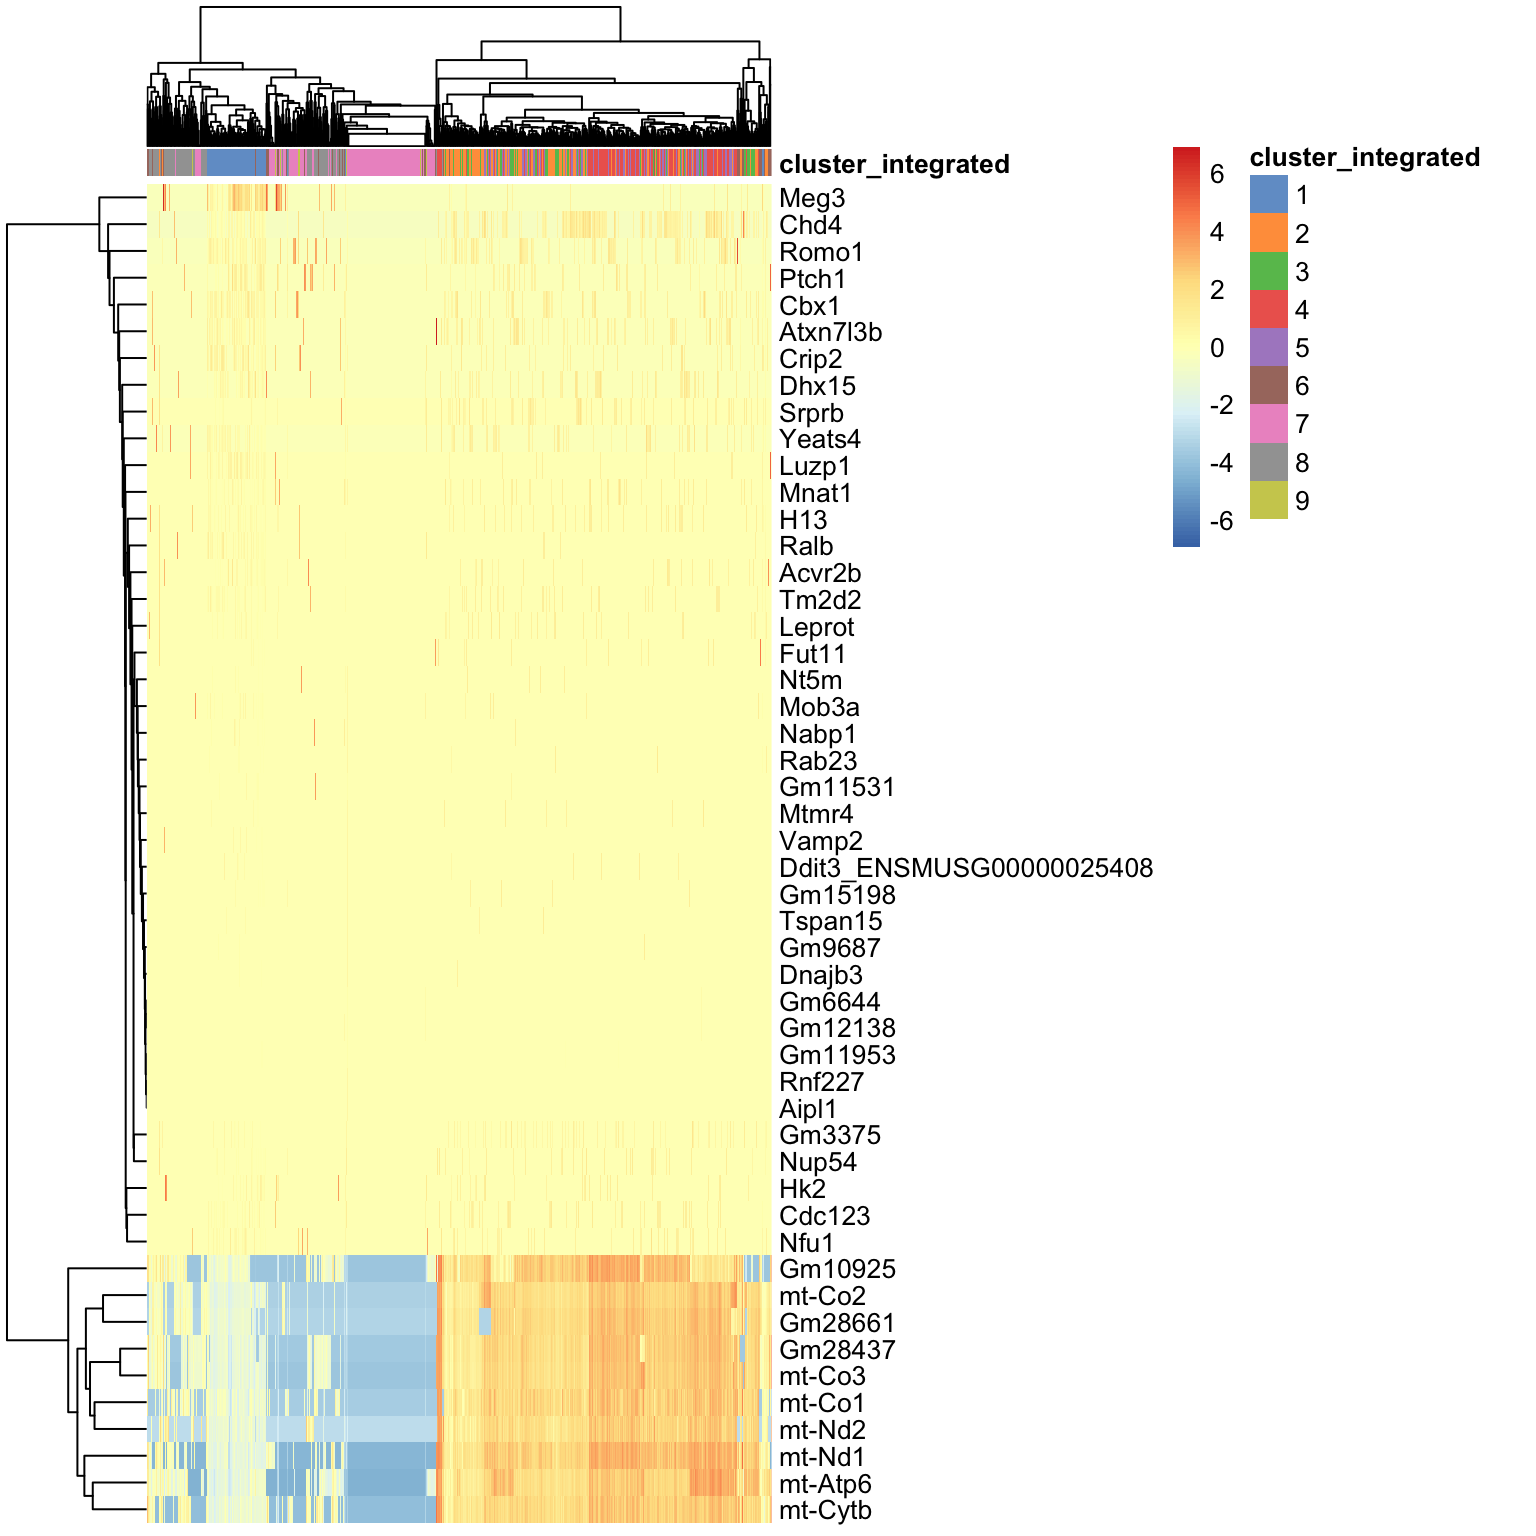 cluster_integrated
Meg3
Chd4
Romo1
Ptch1
Cbx1
Atxn7l3b
Crip2
Dhx15
Srprb
Yeats4
Luzp1
Mnat1
H13
Ralb
Acvr2b
Tm2d2
Leprot
Fut11
Nt5m
Mob3a
Nabp1
Rab23
Gm11531
Mtmr4
Vamp2
Ddit3_ENSMUSG00000025408
Gm15198
Tspan15
Gm9687
Dnajb3
Gm6644
Gm12138
Gm11953
Rnf227
Aipl1
Gm3375
Nup54
Hk2
Cdc123
Nfu1
Gm10925
mt-Co2
Gm28661
Gm28437
mt-Co3
mt-Co1
mt-Nd2
mt-Nd1
mt-Atp6
mt-Cytb
6
4
2
0
-2
-4
-6
cluster_integrated
1
2
3
4
5
6
7
8
9